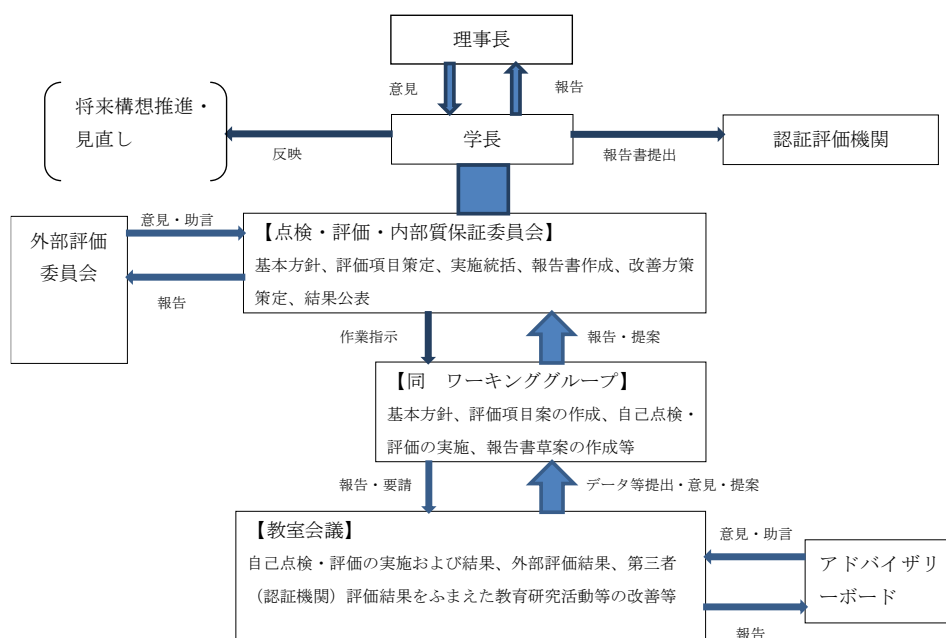 理事長
意見
報告
将来構想推進・
見直し
学長
認証評価機関
反映
報告書提出
外部評価
委員会
意見・助言
報告
【点検・評価・内部質保証委員会】
基本方針、評価項目策定、実施統括、報告書作成、改善方策
策定、結果公表
作業指示
報告・提案
【同　ワーキンググループ】
基本方針、評価項目案の作成、自己点検・
評価の実施、報告書草案の作成等
報告・要請
データ等提出・意見・提案
【教室会議】
自己点検・評価の実施および結果、外部評価結果、第三者
（認証機関）評価結果をふまえた教育研究活動等の改善等
意見・助言
アドバイザリ
ーボード
報告